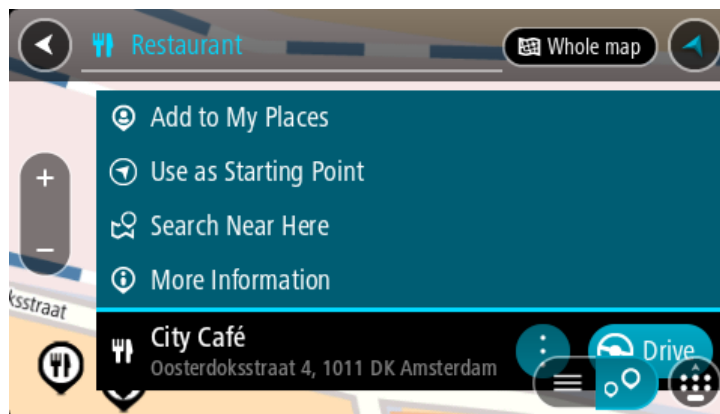 Restaurant
Whole map
Add to My Places
Use as Starting Point
Search Near Here
More Information
ksstraat
City Café
Oosterdoksstraat 4, 1011 DK Amsterdam
Drive